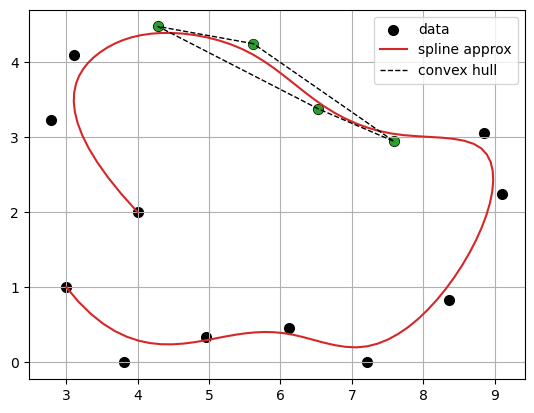 data
spline approx
convex hull
4
3
2
1
0
3 4 5 6 7 8 9